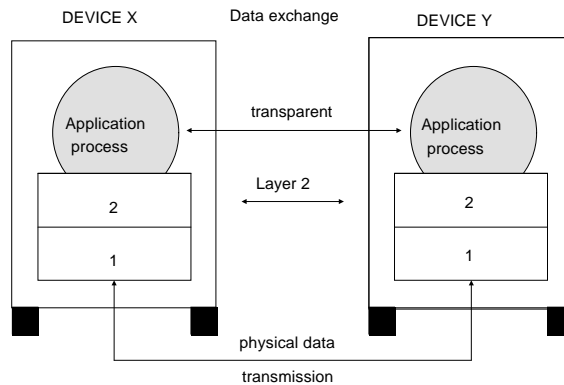 DEVICE X
Data exchange
DEVICE Y
Application
process
transparent
Application
process
Layer 2
2
2
1
1
physical data
transmission